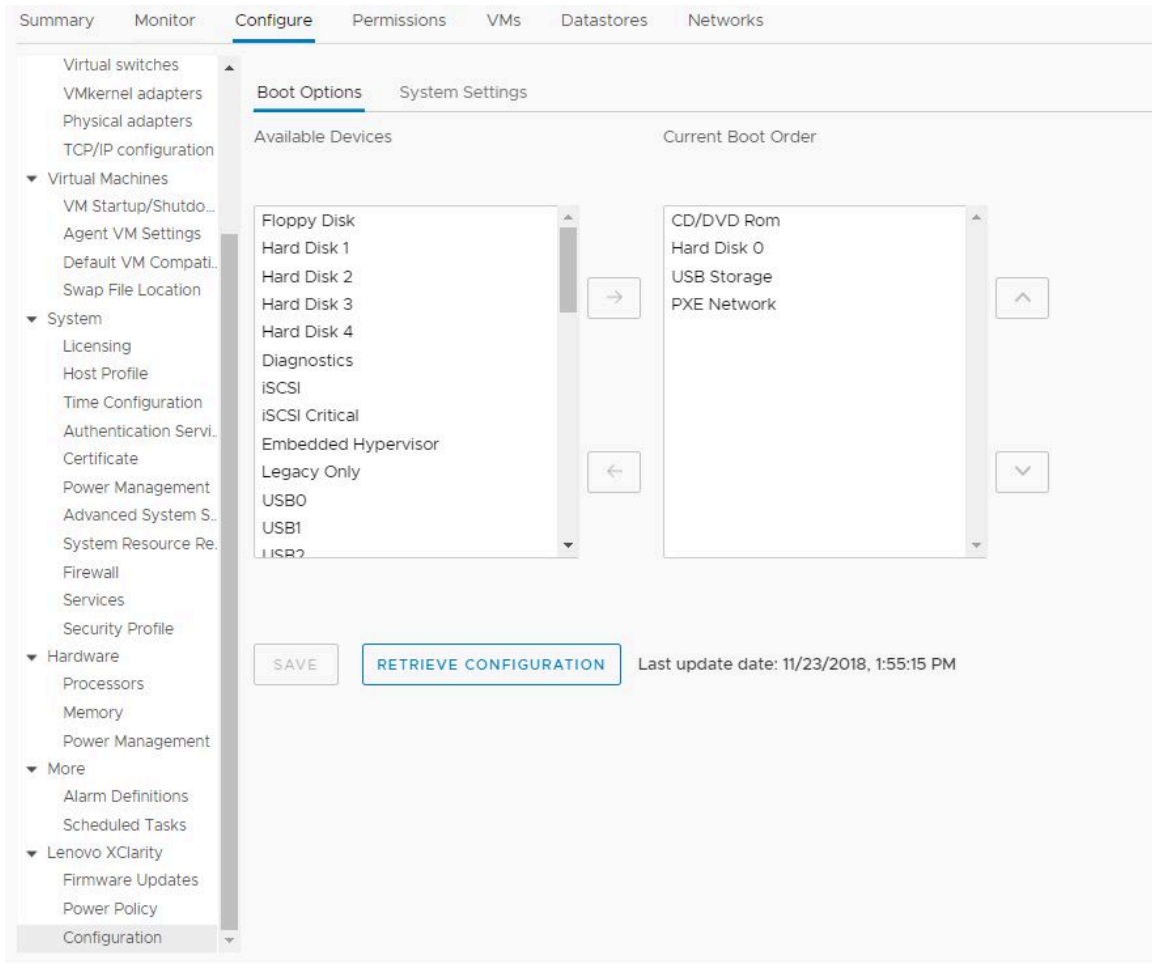 Summary Monitor Configure Permissions VMs Datastores Networks
Virtual switches
VMkernel adapters
Physical adapters
TCP/IP configuration
Virtual Machines
VM Startup/Shutdo...
Agent VM Settings
Default VM Compati..
Swap File Location
System
Licensing
Host Profile
Time Configuration
Authentication Servi..
Certificate
Power Management
Advanced System S..
System Resource Re.
Firewall
Services
Security Profile
Hardware
Processors
Memory
Power Management
More
Alarm Definitions
Scheduled Tasks
Lenovo XClarity
Firmware Updates
Power Policy
Configuration
Boot Options System Settings
Available Devices
Floppy Disk
Hard Disk 1
Hard Disk 2
Hard Disk 3
Hard Disk 4
Diagnostics
iSCSI
iSCSI Critical
Embedded Hypervisor
Legacy Only
USB0
USB1
USB2
Current Boot Order
CD/DVD Rom
Hard Disk 0
USB Storage
PXE Network
SAVE RETRIEVE CONFIGURATION Last update date: 11/23/2018, 1:55:15 PM